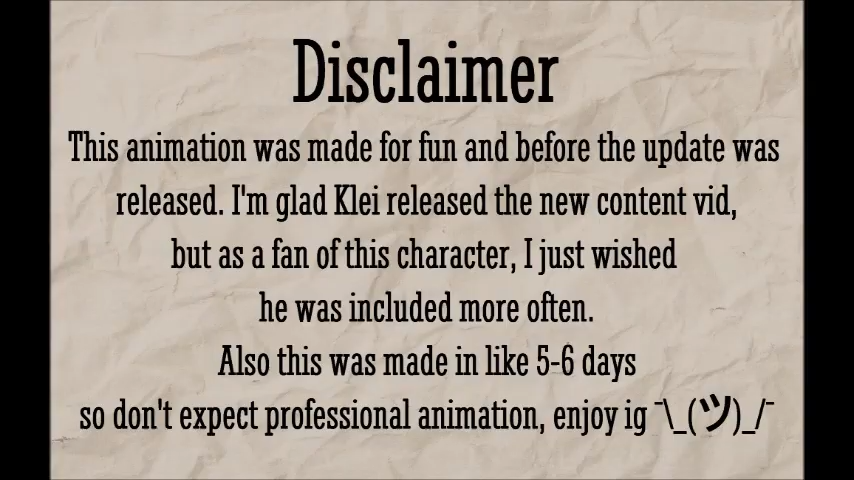 Disclaimer
This animation was made for fun and before the update was
released. I'm glad Klei released the new content vid,
but as a fan of this character, I just wished
he was included more often.
Also this was made in like 5-6 days
so don't expect professional animation, enjoy ig ¯\_(ツ)_/¯